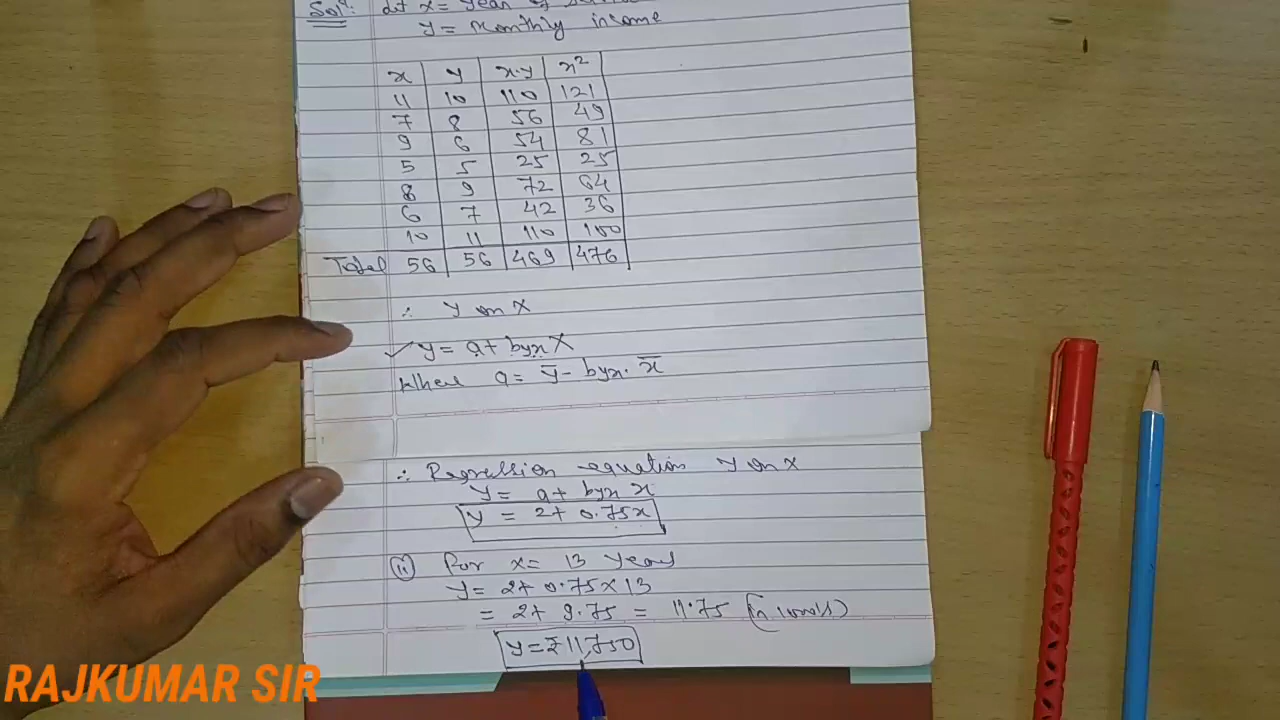 Solⁿ: Let x = year of
y = Monthly income
x y x.y x²
11 10 110 121
7 8 56 49
9 6 54 81
5 5 25 25
8 9 72 64
6 7 42 36
10 11 110 100
Total 56 56 469 476
∴ y on x
✓ y = a + byx X
Where a = y̅ - byx. x̅
∴ Regression equation y on x
y = a + byx x
y = 2 + 0.75x
(ii) For x = 13 years
y = 2 + 0.75 × 13
= 2 + 9.75 = 11.75 (in 1000's)
y = ₹ 11,750
RAJKUMAR SIR